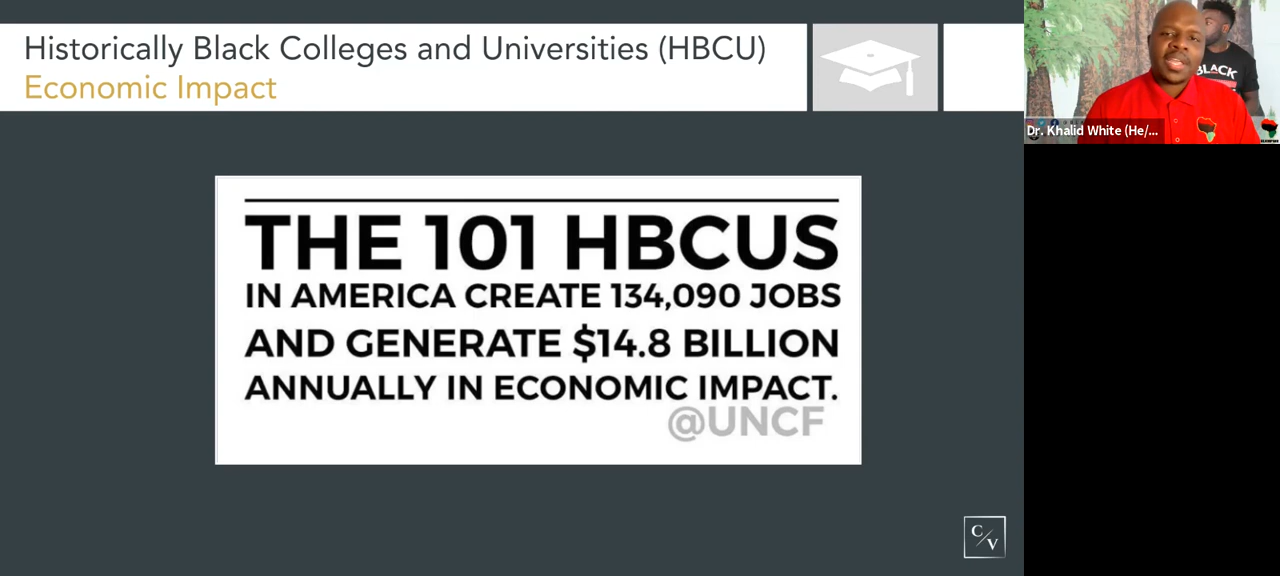 Historically Black Colleges and Universities (HBCU)
Economic Impact
THE 101 HBCUS
IN AMERICA CREATE 134,090 JOBS
AND GENERATE $14.8 BILLION
ANNUALLY IN ECONOMIC IMPACT.
@UNCF
C/V
BLACK
Dr. Khalid White (He/...